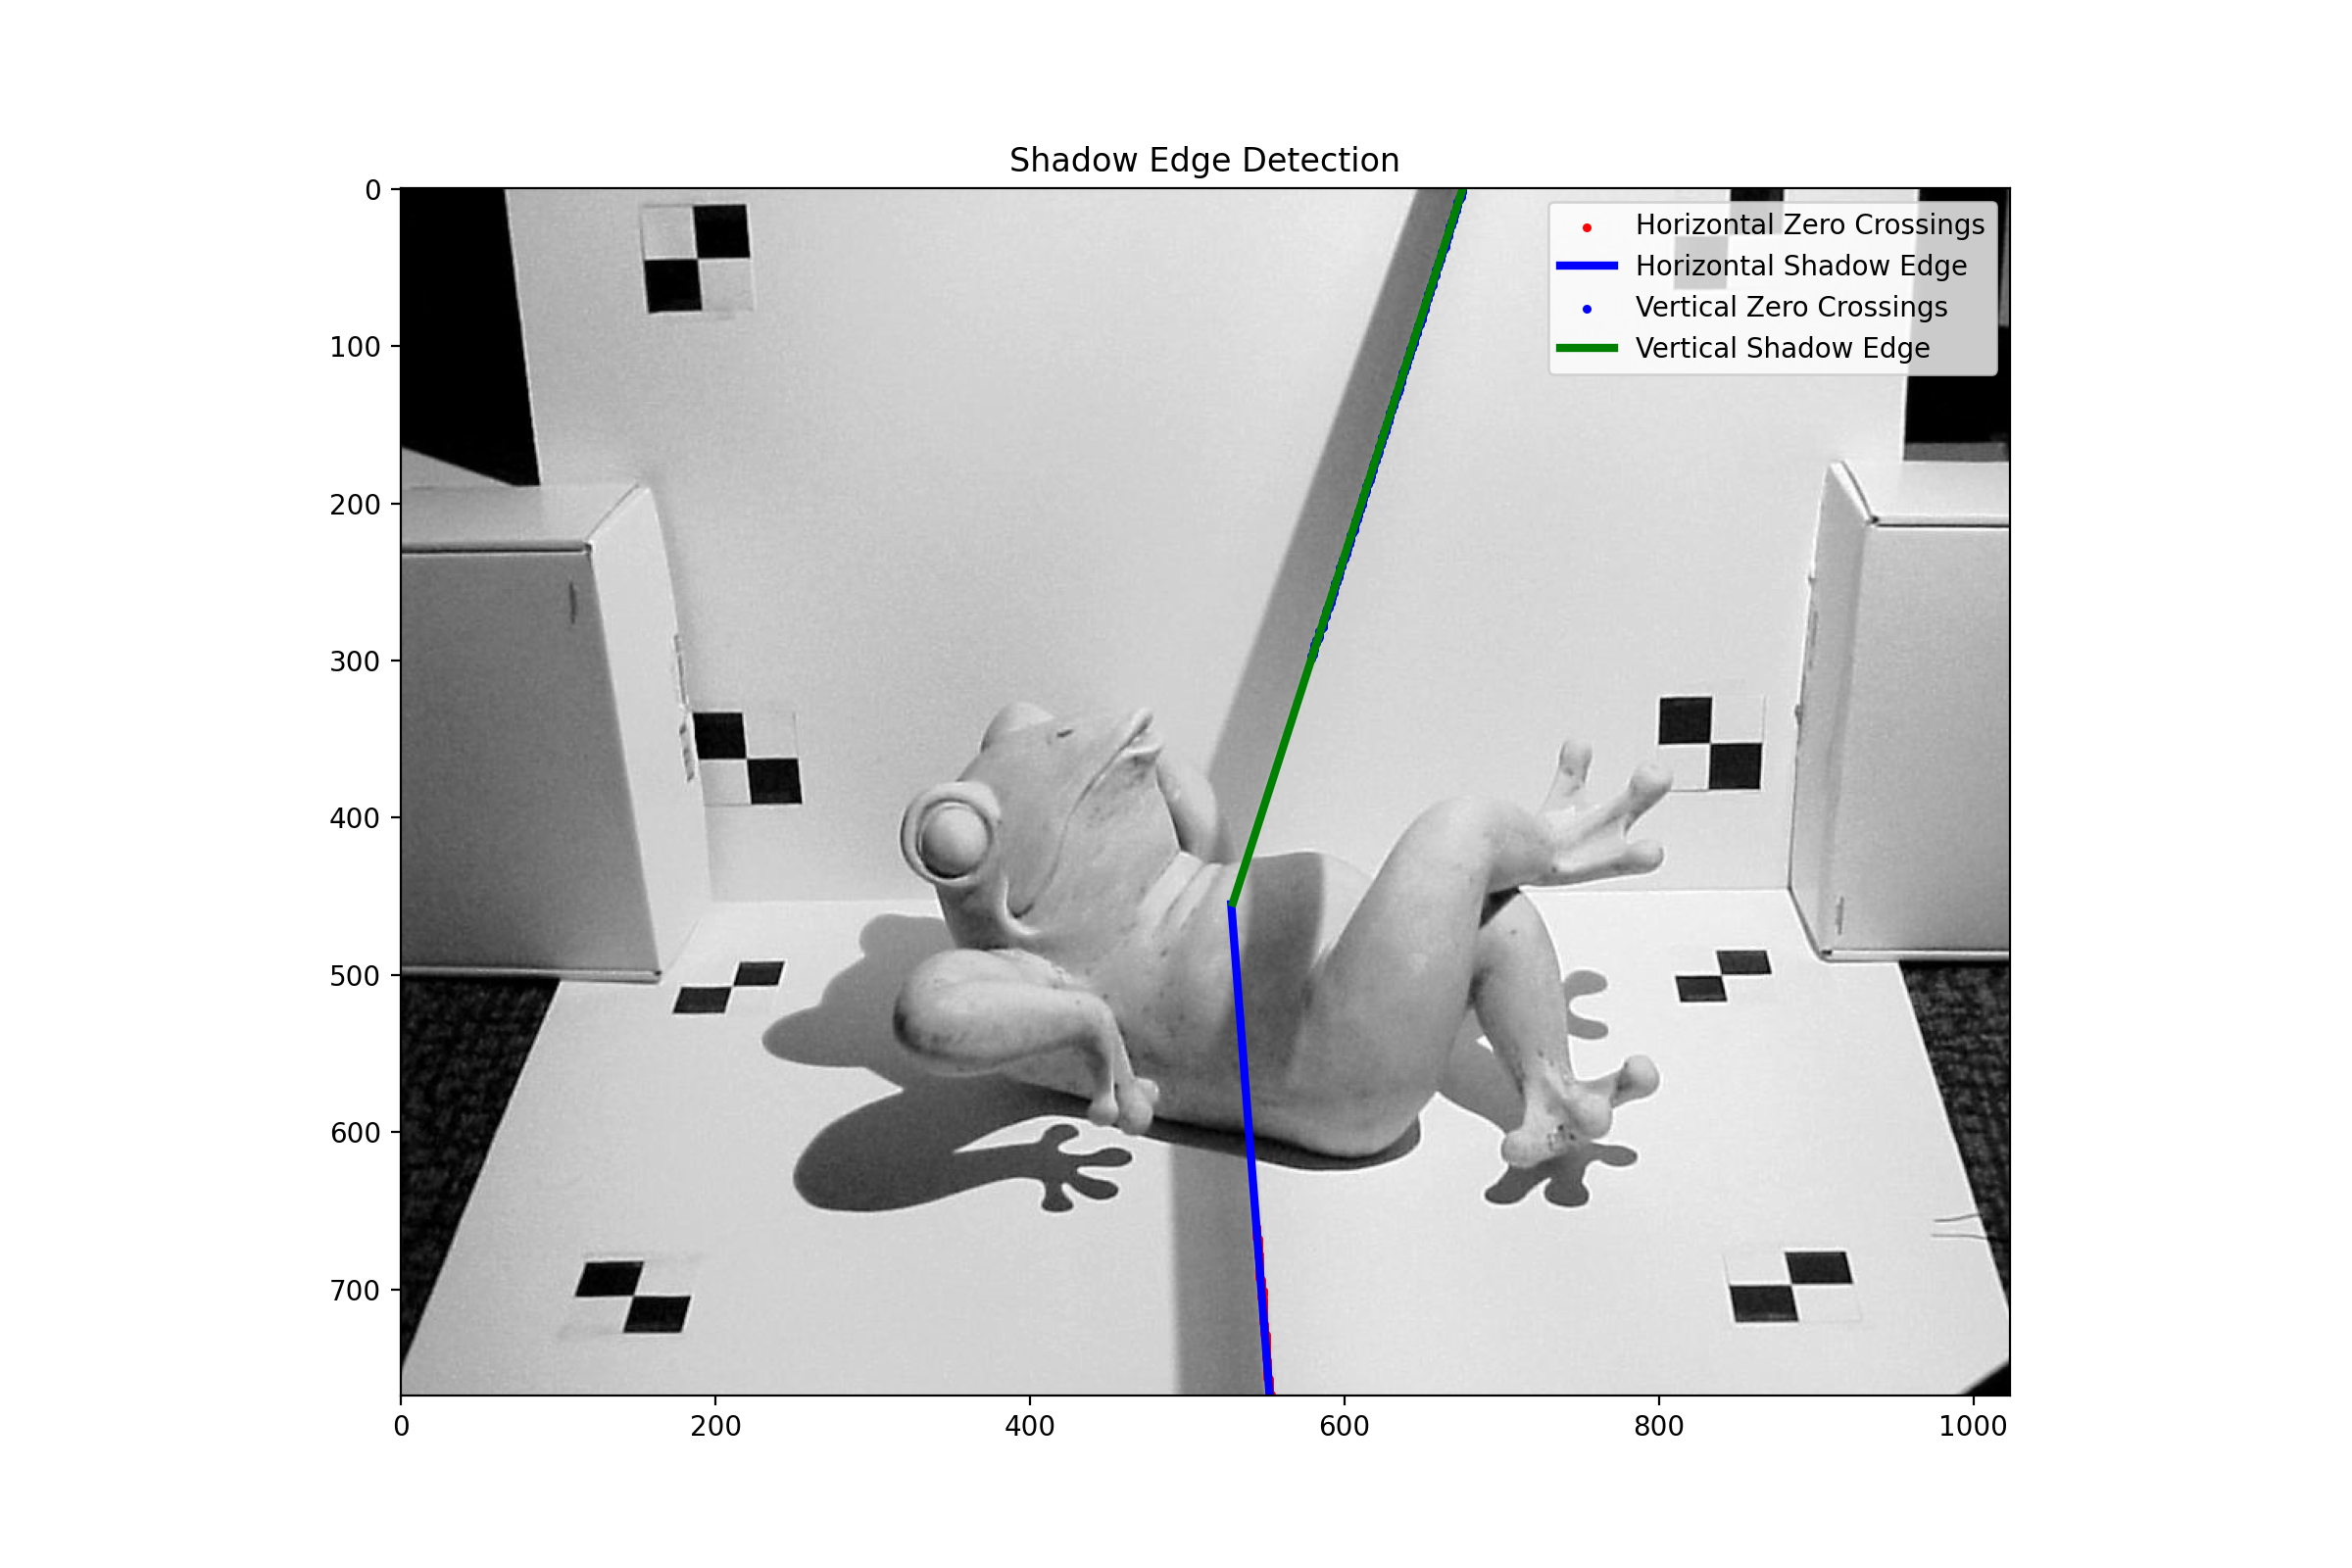 Shadow Edge Detection
Horizontal Zero Crossings
Horizontal Shadow Edge
Vertical Zero Crossings
Vertical Shadow Edge
0
100
200
300
400
500
600
700
0 200 400 600 800 1000